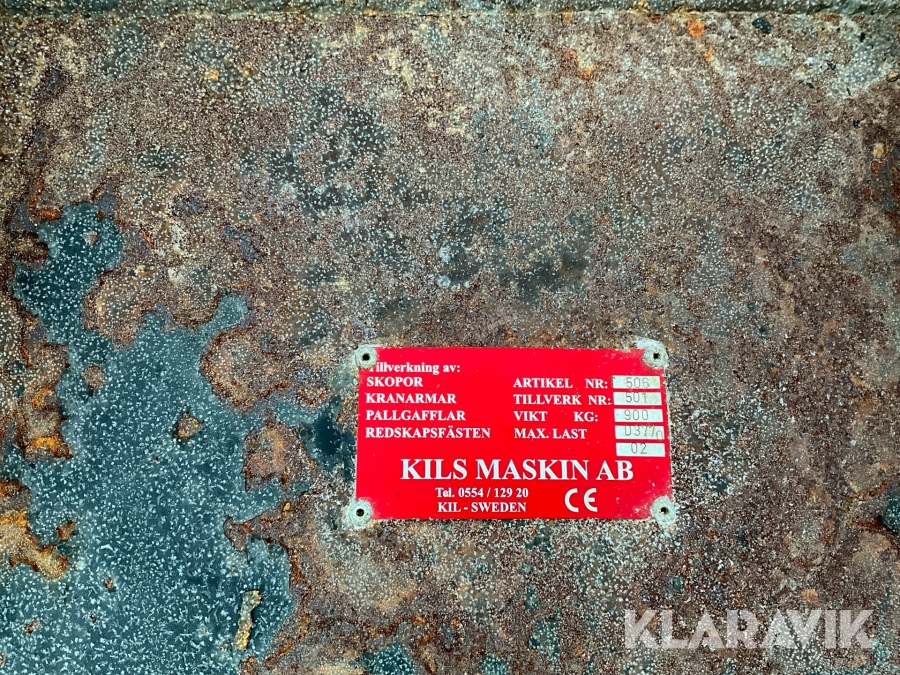 KLARAVIK
Tillverkning av:
SKOPOR ARTIKEL NR: 506
KRANARMAR TILLVERK NR: 501
PALLGAFFLAR VIKT KG: 900
REDSKAPSFÄSTEN MAX. LAST
02
KILS MASKIN AB
Tel. 0554 / 129 20
KIL - SWEDEN CE
KLARAVIK